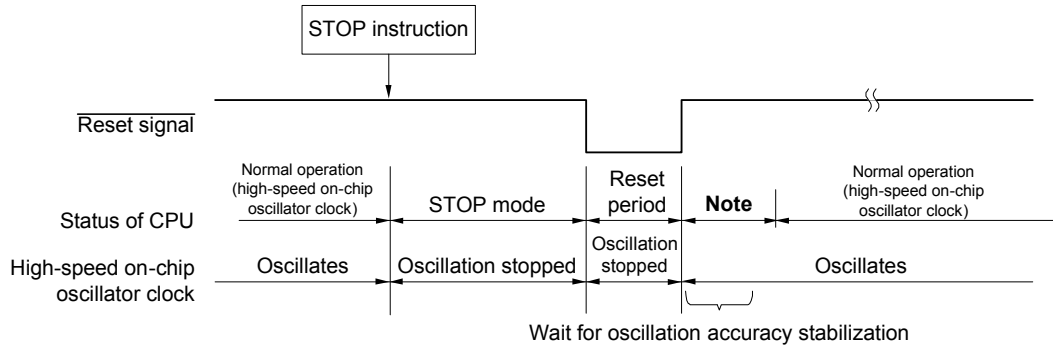 STOP instruction
Reset signal
Normal operation
(high-speed on-chip
oscillator clock)
Status of CPU
STOP mode
Reset
period
Note
Normal operation
(high-speed on-chip
oscillator clock)
High-speed on-chip
oscillator clock
Oscillates
Oscillation stopped
Oscillation
stopped
Oscillates
Wait for oscillation accuracy stabilization